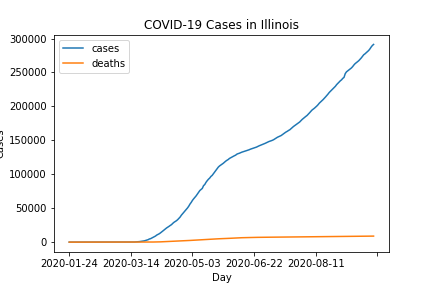 COVID-19 Cases in Illinois
300000
250000
200000
150000
100000
50000
0
cases
deaths
cases
2020-01-24 2020-03-14 2020-05-03 2020-06-22 2020-08-11
Day